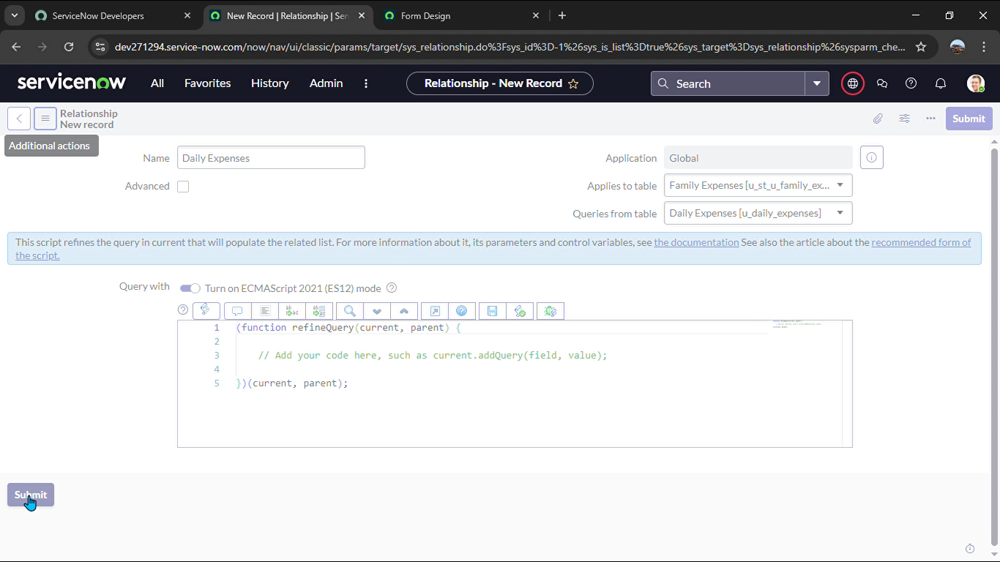 ServiceNow Developers
New Record | Relationship | Ser
Form Design
dev271294.service-now.com/now/nav/ui/classic/params/target/sys_relationship.do%3Fsys_id%3D-1%26sys_is_list%3Dtrue%26sys_target%3Dsys_relationship%26sysparm_che...
servicenow
All
Favorites
History
Admin
Relationship - New Record
Search
Relationship
New record
Submit
Additional actions
Name
Daily Expenses
Application
Global
Advanced
Applies to table
Family Expenses [u_st_u_family_ex...
Queries from table
Daily Expenses [u_daily_expenses]
This script refines the query in current that will populate the related list. For more information about it, its parameters and control variables, see the documentation See also the article about the recommended form of
the script.
Query with
Turn on ECMAScript 2021 (ES12) mode
1 (function refineQuery(current, parent) {
2
3 // Add your code here, such as current.addQuery(field, value);
4
5 })(current, parent);
Submit